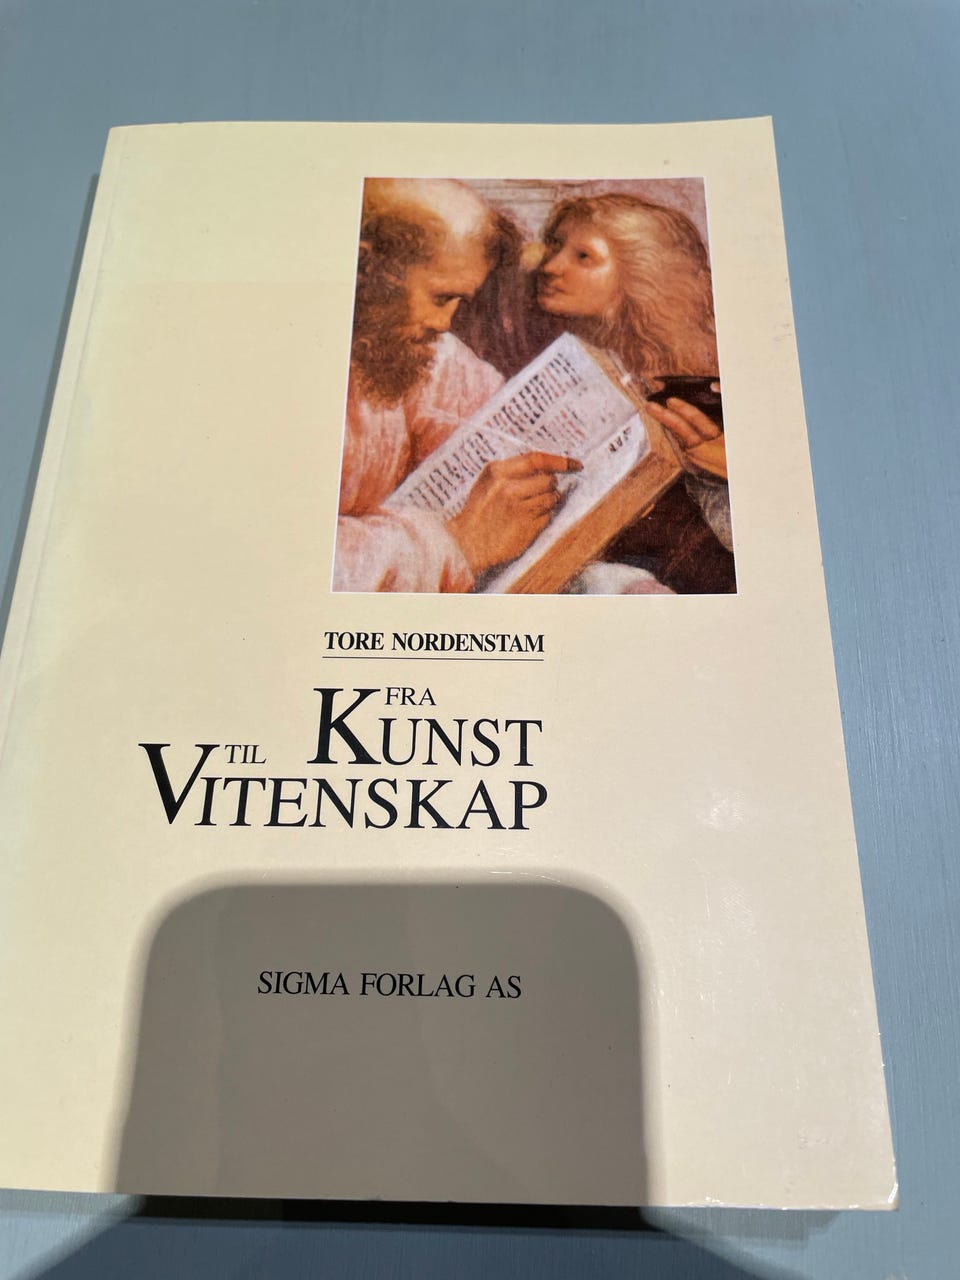 TORE NORDENSTAM
FRA
KUNST
TIL
VITENSKAP
SIGMA FORLAG AS